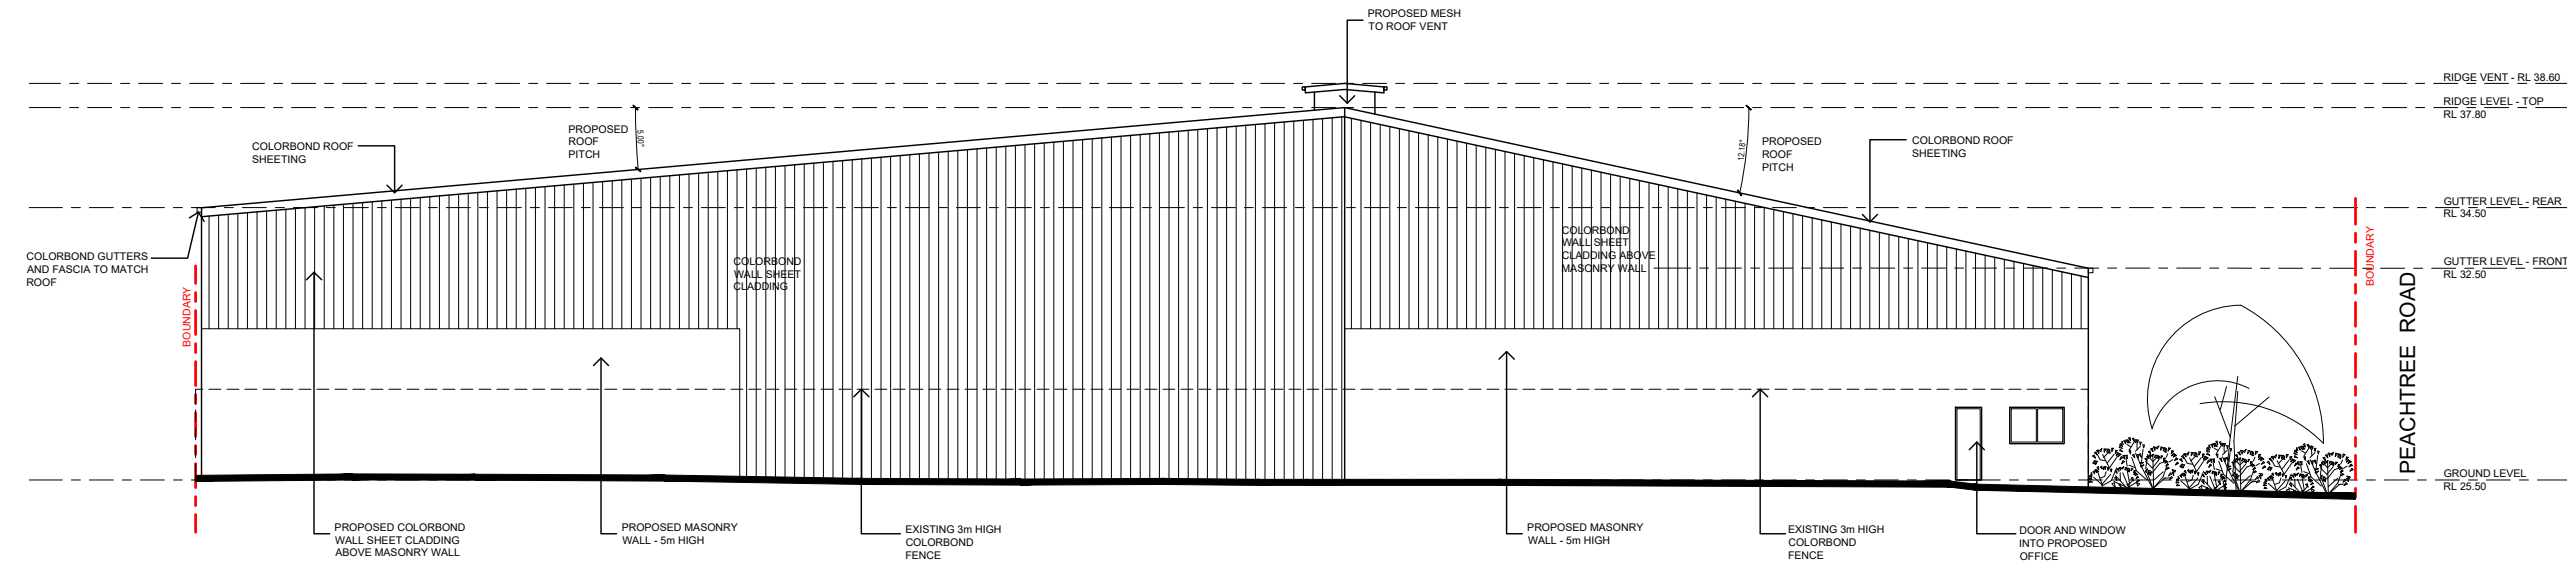 PROPOSED MESH
TO ROOF VENT
RIDGE VENT - RL 38.60
RIDGE LEVEL - TOP
RL 37.80
COLORBOND ROOF
SHEETING
PROPOSED
ROOF
PITCH
5.00°
12.18°
PROPOSED
ROOF
PITCH
COLORBOND ROOF
SHEETING
GUTTER LEVEL - REAR
RL 34.50
COLORBOND GUTTERS
AND FASCIA TO MATCH
ROOF
COLORBOND
WALL SHEET
CLADDING
COLORBOND
WALL SHEET
CLADDING ABOVE
MASONRY WALL
GUTTER LEVEL - FRONT
RL 32.50
BOUNDARY
BOUNDARY
PEACHTREE ROAD
GROUND LEVEL
RL 25.50
PROPOSED COLORBOND
WALL SHEET CLADDING
ABOVE MASONRY WALL
PROPOSED MASONRY
WALL - 5m HIGH
EXISTING 3m HIGH
COLORBOND
FENCE
PROPOSED MASONRY
WALL - 5m HIGH
EXISTING 3m HIGH
COLORBOND
FENCE
DOOR AND WINDOW
INTO PROPOSED
OFFICE